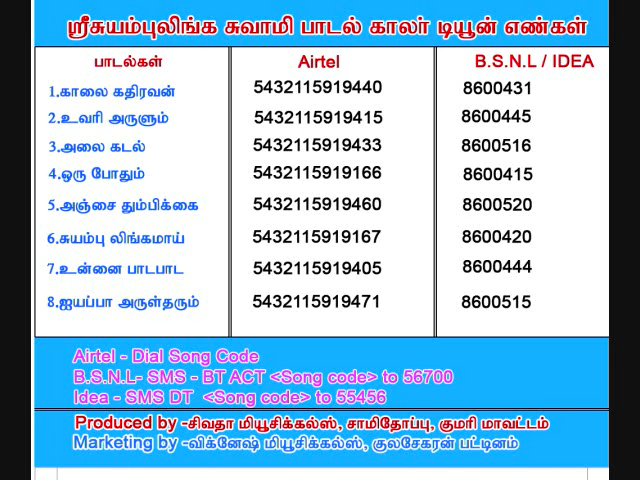 ஸ்ரீசுயம்புலிங்க சுவாமி பாடல் காலர் டியூன் எண்கள்
பாடல்கள் Airtel B.S.N.L / IDEA
1.காலை கதிரவன் 5432115919440 8600431
2.உவரி அருளும் 5432115919415 8600445
3.அலை கடல் 5432115919433 8600516
4.ஒரு போதும் 5432115919166 8600415
5.அஞ்சை தும்பிக்கை 5432115919460 8600520
6.சுயம்பு லிங்கமாய் 5432115919167 8600420
7.உன்னை பாடபாட 5432115919405 8600444
8.ஐயப்பா அருள்தரும் 5432115919471 8600515
Airtel - Dial Song Code
B.S.N.L- SMS - BT ACT <Song code> to 56700
Idea - SMS DT <Song code> to 55456
Produced by -சிவதா மியூசிக்கல்ஸ், சாமிதோப்பு, குமரி மாவட்டம்
Marketing by -விக்னேஷ் மியூசிக்கல்ஸ், குலசேகரன் பட்டினம்